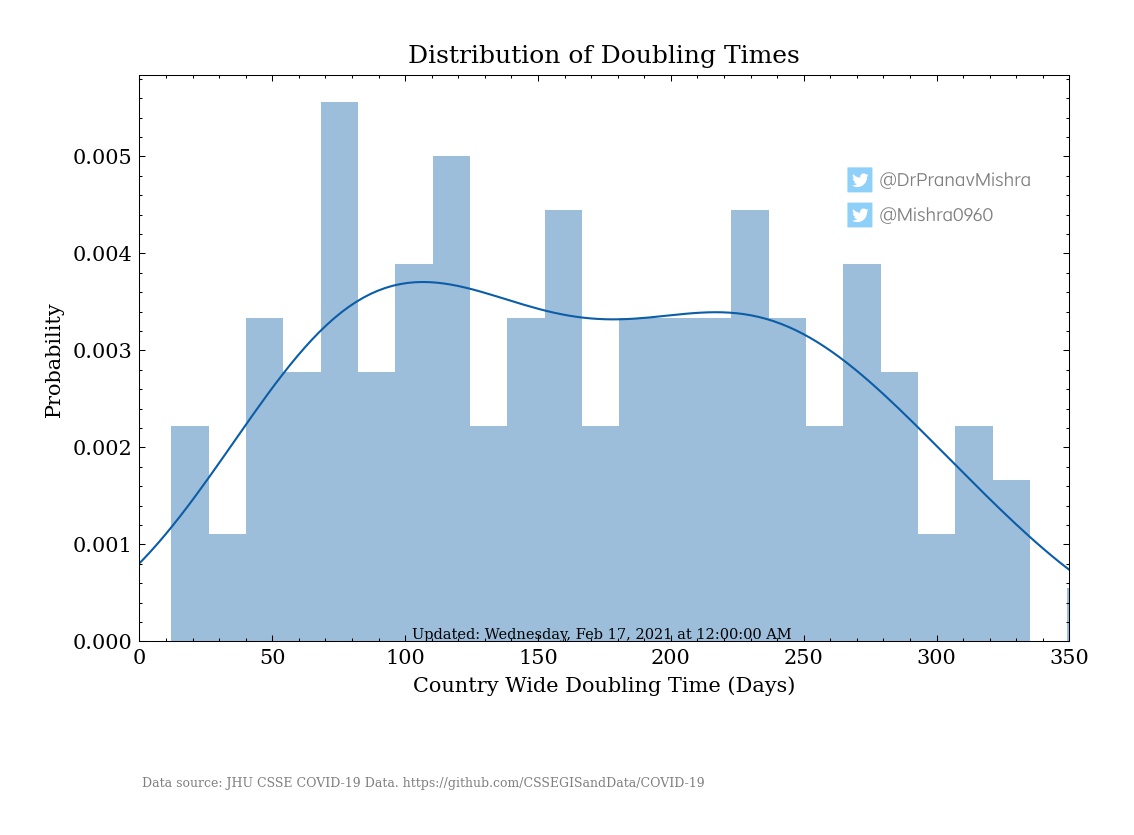 Distribution of Doubling Times
Probability
0.005
0.004
0.003
0.002
0.001
0.000
@DrPranavMishra
@Mishra0960
Updated: Wednesday, Feb 17, 2021 at 12:00:00 AM
0 50 100 150 200 250 300 350
Country Wide Doubling Time (Days)
Data source: JHU CSSE COVID-19 Data. https://github.com/CSSEGISandData/COVID-19